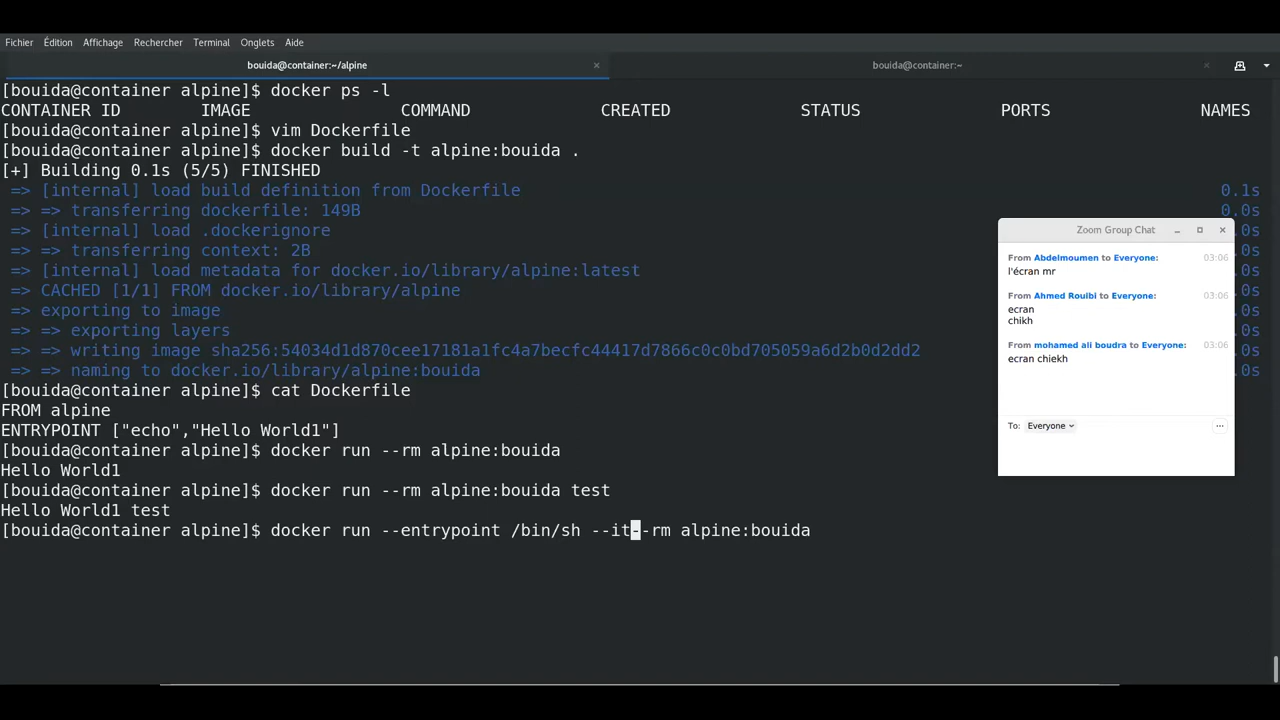 Fichier Édition Affichage Rechercher Terminal Onglets Aide
bouida@container:~/alpine × bouida@container:~ ×
[bouida@container alpine]$ docker ps -l
CONTAINER ID IMAGE COMMAND CREATED STATUS PORTS NAMES
[bouida@container alpine]$ vim Dockerfile
[bouida@container alpine]$ docker build -t alpine:bouida .
[+] Building 0.1s (5/5) FINISHED
=> [internal] load build definition from Dockerfile 0.1s
=> => transferring dockerfile: 149B 0.0s
=> [internal] load .dockerignore .0s
=> => transferring context: 2B .0s
=> [internal] load metadata for docker.io/library/alpine:latest .0s
=> CACHED [1/1] FROM docker.io/library/alpine .0s
=> exporting to image .0s
=> => exporting layers .0s
=> => writing image sha256:54034d1d870cee17181a1fc4a7becfc44417d7866c0c0bd705059a6d2b0d2dd2 .0s
=> => naming to docker.io/library/alpine:bouida .0s
[bouida@container alpine]$ cat Dockerfile
FROM alpine
ENTRYPOINT ["echo","Hello World1"]
[bouida@container alpine]$ docker run --rm alpine:bouida
Hello World1
[bouida@container alpine]$ docker run --rm alpine:bouida test
Hello World1 test
[bouida@container alpine]$ docker run --entrypoint /bin/sh --it--rm alpine:bouida
Zoom Group Chat
From Abdelmoumen to Everyone: 03:06
l'écran mr
From Ahmed Rouibi to Everyone: 03:06
ecran
chikh
From mohamed ali boudra to Everyone: 03:06
ecran chiekh
To: Everyone